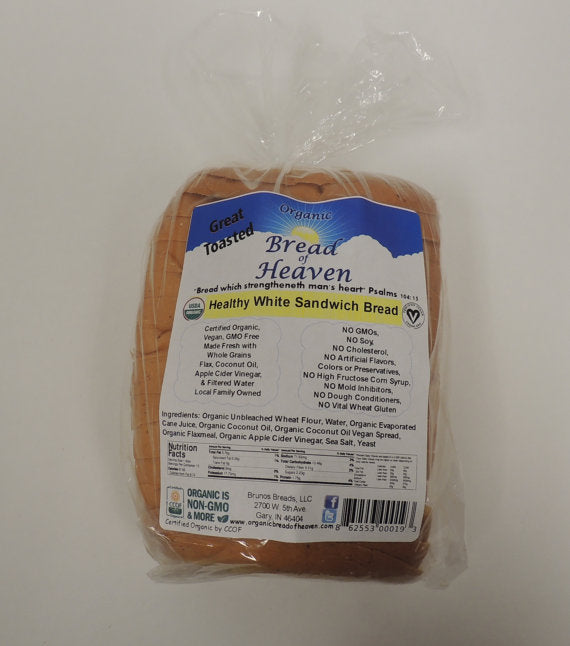 Great
Toasted
Organic
Bread
of
Heaven
"Bread which strengtheneth man's heart" Psalms 104:15
USDA
ORGANIC
Healthy White Sandwich Bread
Certified Organic,
Vegan, GMO Free
Made Fresh with
Whole Grains
Flax, Coconut Oil,
Apple Cider Vinegar,
& Filtered Water
Local Family Owned
NO GMOs,
NO Soy,
NO Cholesterol,
NO Artificial Flavors,
Colors or Preservatives,
NO High Fructose Corn Syrup,
NO Mold Inhibitors,
NO Dough Conditioners,
NO Vital Wheat Gluten
Ingredients: Organic Unbleached Wheat Flour, Water, Organic Evaporated
Cane Juice, Organic Coconut Oil, Organic Coconut Oil Vegan Spread,
Organic Flaxmeal, Organic Apple Cider Vinegar, Sea Salt, Yeast
Nutrition
Facts
CCOF
ORGANIC IS
NON-GMO
& MORE
Certified Organic by CCOF
Brunos Breads, LLC
2700 W. 5th Ave.
Gary, IN 46404
www.organicbreadofheaven.com
8 62553 00019 3